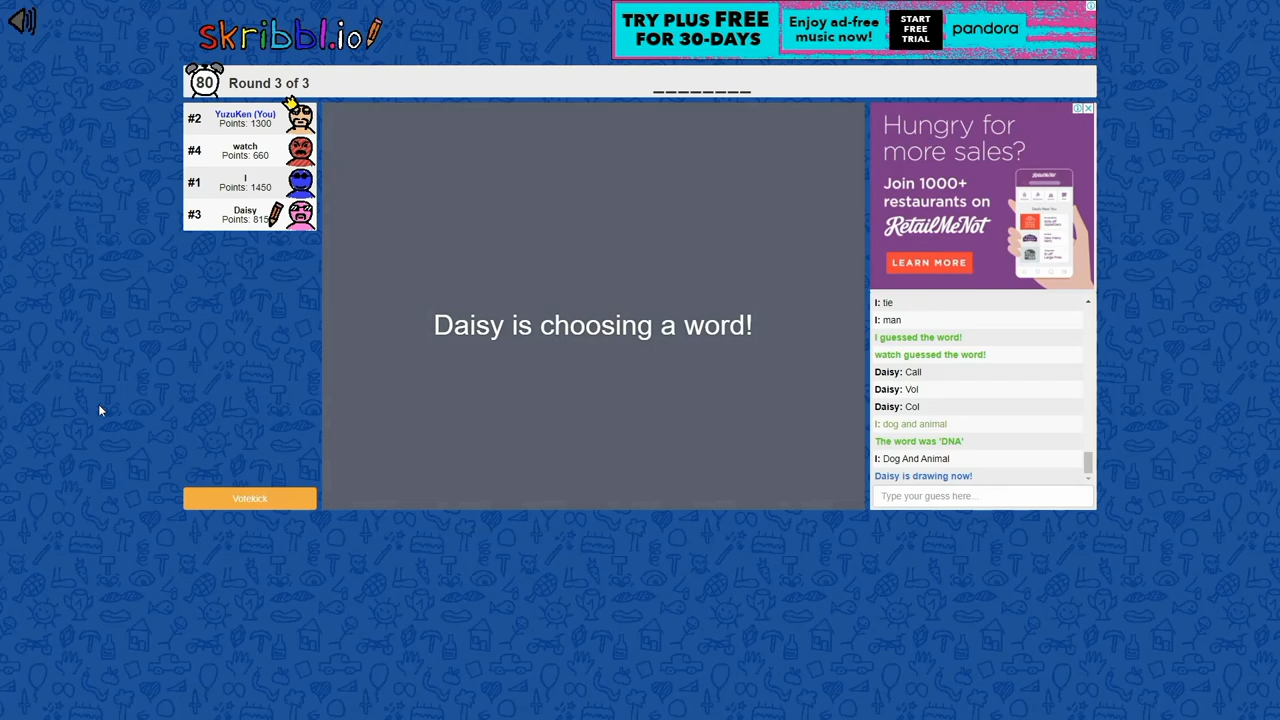 skribbl.io
TRY PLUS FREE
FOR 30-DAYS
Enjoy ad-free
music now!
START
FREE
TRIAL
pandora
80
Round 3 of 3
________
#2
YuzuKen (You)
Points: 1300
#4
watch
Points: 660
#1
I
Points: 1450
#3
Daisy
Points: 815
Votekick
Daisy is choosing a word!
Hungry for
more sales?
Join 1000+
restaurants on
RetailMeNot
LEARN MORE
RetailMeNot
I: tie
I: man
I guessed the word!
watch guessed the word!
Daisy: Call
Daisy: Vol
Daisy: Col
I: dog and animal
The word was 'DNA'
I: Dog And Animal
Daisy is drawing now!
Type your guess here...